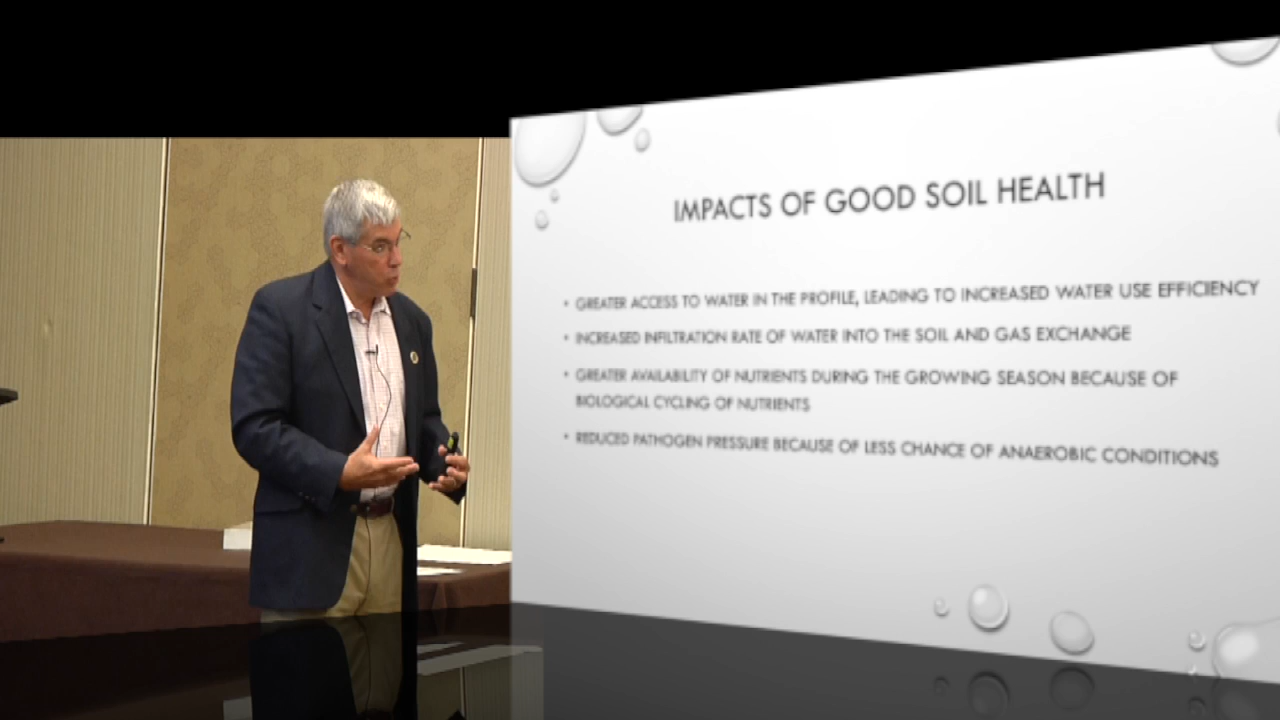 IMPACTS OF GOOD SOIL HEALTH
• GREATER ACCESS TO WATER IN THE PROFILE, LEADING TO INCREASED WATER USE EFFICIENCY
• INCREASED INFILTRATION RATE OF WATER INTO THE SOIL AND GAS EXCHANGE
• GREATER AVAILABILITY OF NUTRIENTS DURING THE GROWING SEASON BECAUSE OF
BIOLOGICAL CYCLING OF NUTRIENTS
• REDUCED PATHOGEN PRESSURE BECAUSE OF LESS CHANCE OF ANAEROBIC CONDITIONS